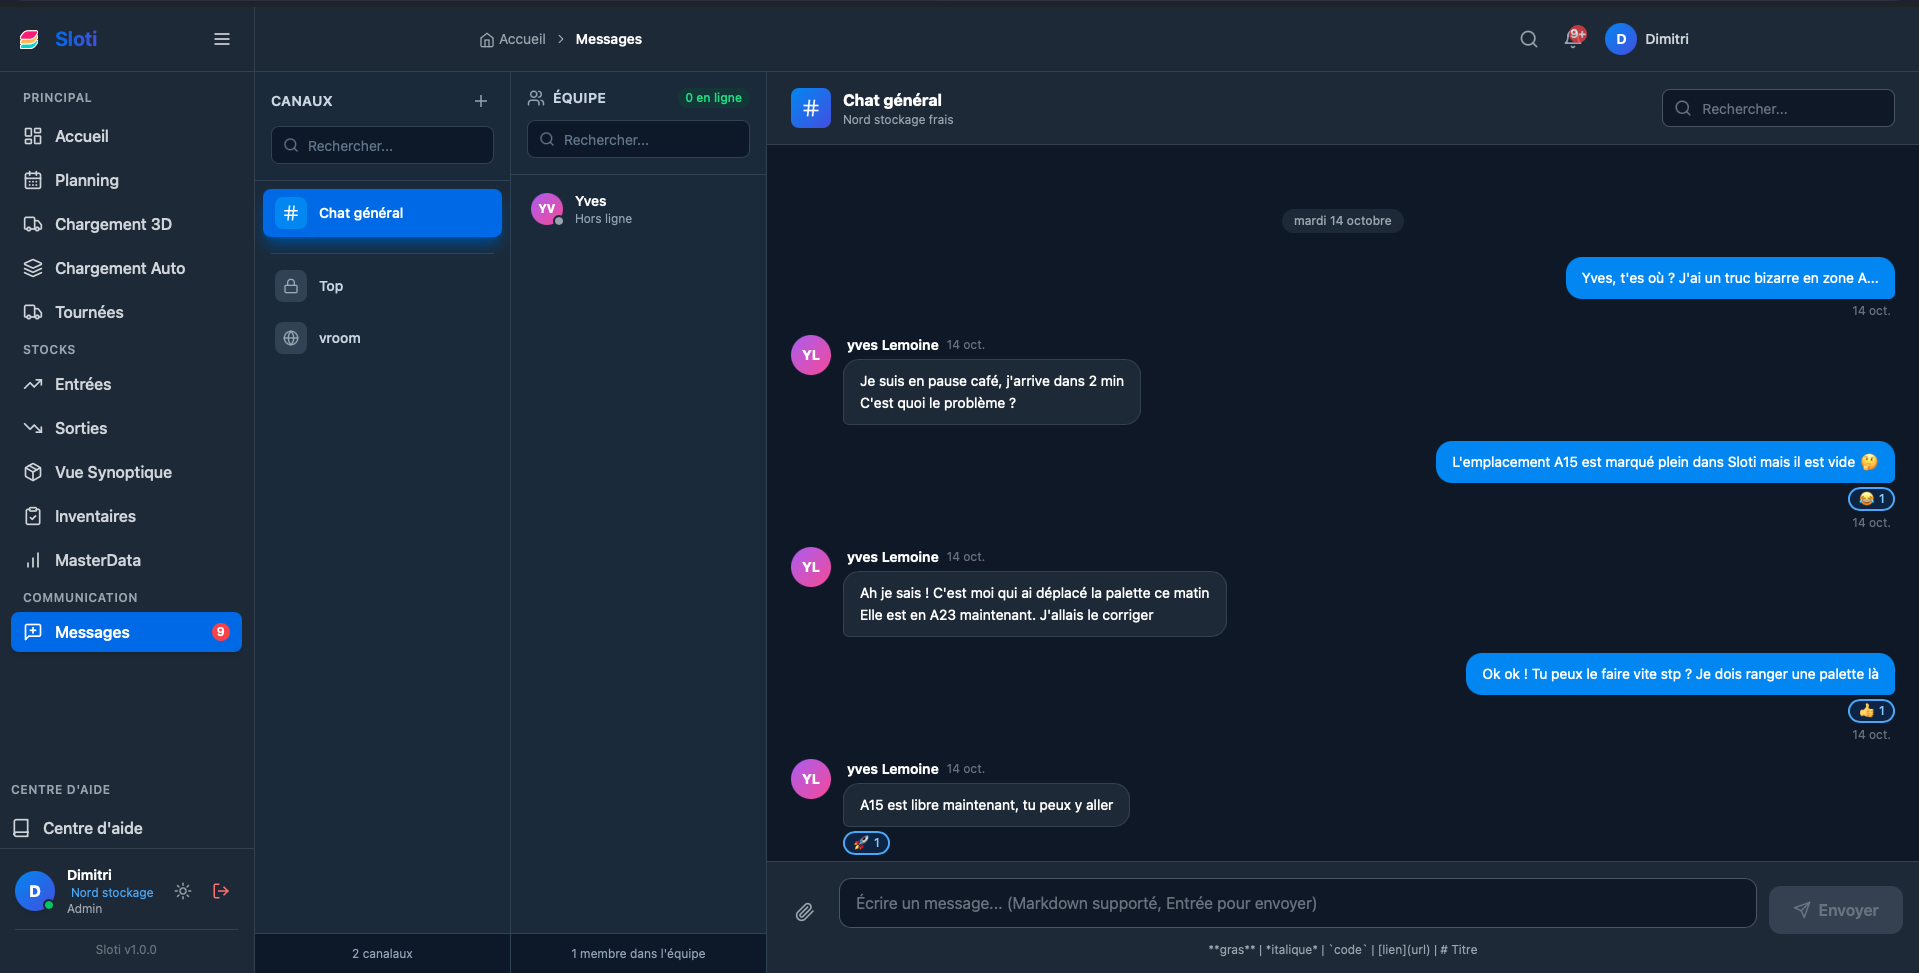 Sloti
Accueil
Messages
9+
D
Dimitri
PRINCIPAL
Accueil
Planning
Chargement 3D
Chargement Auto
Tournées
STOCKS
Entrées
Sorties
Vue Synoptique
Inventaires
MasterData
COMMUNICATION
Messages
9
CENTRE D'AIDE
Centre d'aide
D
Dimitri
Nord stockage
Admin
Sloti v1.0.0
CANAUX
Rechercher...
Chat général
Top
vroom
2 canalaux
ÉQUIPE
0 en ligne
Rechercher...
YV
Yves
Hors ligne
1 membre dans l'équipe
Chat général
Nord stockage frais
Rechercher...
mardi 14 octobre
Yves, t'es où ? J'ai un truc bizarre en zone A...
14 oct.
YL
yves Lemoine 14 oct.
Je suis en pause café, j'arrive dans 2 min
C'est quoi le problème ?
L'emplacement A15 est marqué plein dans Sloti mais il est vide 🤔
😂 1
14 oct.
YL
yves Lemoine 14 oct.
Ah je sais ! C'est moi qui ai déplacé la palette ce matin
Elle est en A23 maintenant. J'allais le corriger
Ok ok ! Tu peux le faire vite stp ? Je dois ranger une palette là
👍 1
14 oct.
YL
yves Lemoine 14 oct.
A15 est libre maintenant, tu peux y aller
🚀 1
Écrire un message... (Markdown supporté, Entrée pour envoyer)
Envoyer
**gras** | *italique* | `code` | [lien](url) | # Titre